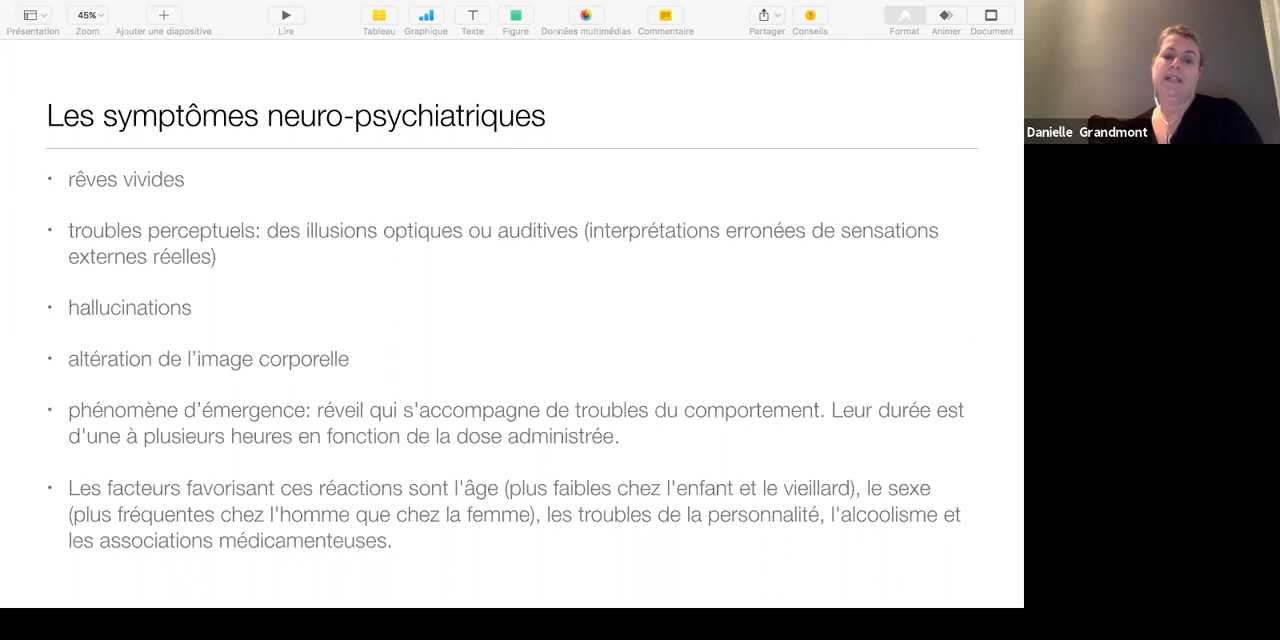 45%
Présentation
Zoom
Ajouter une diapositive
Lire
Tableau
Graphique
Texte
Figure
Données multimédias
Commentaire
Partager
Conseils
Format
Animer
Document
Danielle Grandmont
Les symptômes neuro-psychiatriques
• rêves vivides
• troubles perceptuels: des illusions optiques ou auditives (interprétations erronées de sensations
externes réelles)
• hallucinations
• altération de l'image corporelle
• phénomène d'émergence: réveil qui s'accompagne de troubles du comportement. Leur durée est
d'une à plusieurs heures en fonction de la dose administrée.
• Les facteurs favorisant ces réactions sont l'âge (plus faibles chez l'enfant et le vieillard), le sexe
(plus fréquentes chez l'homme que chez la femme), les troubles de la personnalité, l'alcoolisme et
les associations médicamenteuses.